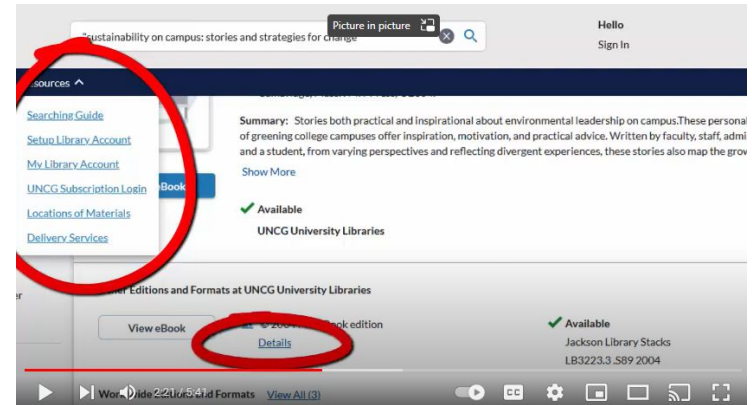 Picture in picture
"sustainability on campus: stories and strategies for change
Hello
Sign In
sources
Searching Guide
Setup Library Account
My Library Account
UNCG Subscription Login
Locations of Materials
Delivery Services
Summary: Stories both practical and inspirational about environmental leadership on campus.These personal
of greening college campuses offer inspiration, motivation, and practical advice. Written by faculty, staff, admi
and a student, from varying perspectives and reflecting divergent experiences, these stories also map the grow
Show More
eBook
Available
UNCG University Libraries
Editions and Formats at UNCG University Libraries
View eBook
book edition
Details
Available
Jackson Library Stacks
LB3223.3 .S89 2004
2:21 / 5:41
and Formats View All (3)
CC